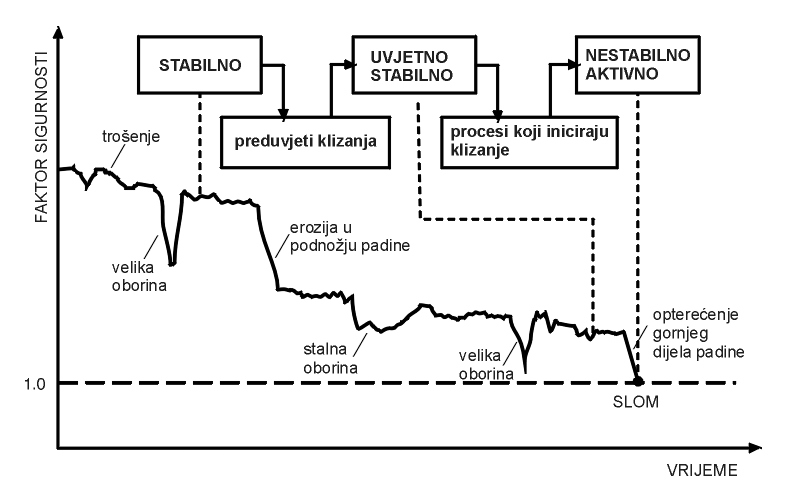 FAKTOR SIGURNOSTI
STABILNO
UVJETNO
STABILNO
NESTABILNO
AKTIVNO
preduvjeti klizanja
procesi koji iniciraju
klizanje
trošenje
velika
oborina
erozija u
podnožju padine
stalna
oborina
velika
oborina
opterećenje
gornjeg
dijela padine
1.0
SLOM
VRIJEME